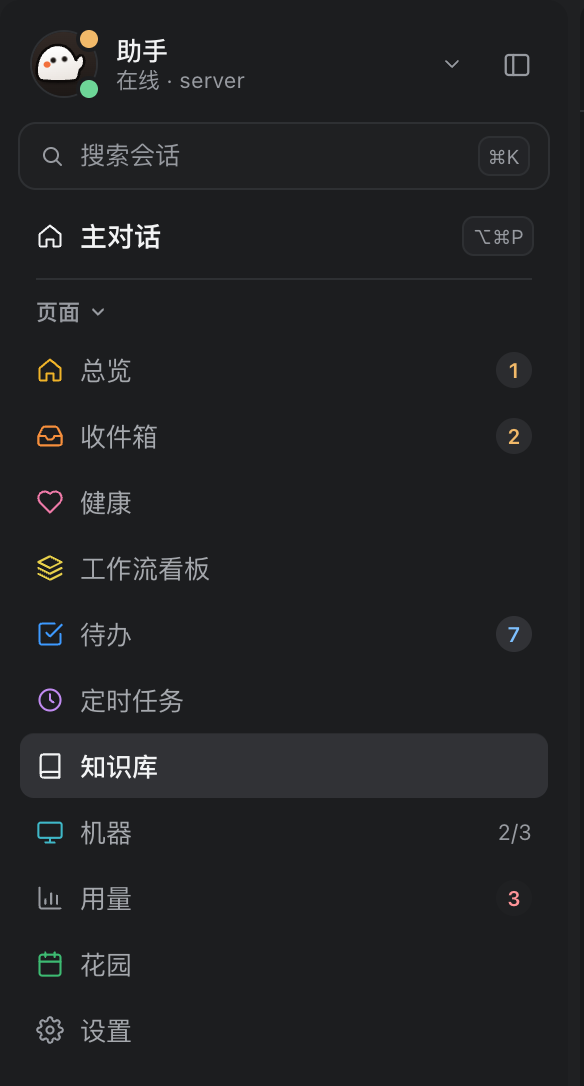 助手
在线 · server
搜索会话 ⌘K
主对话 ⌥⌘P
页面
总览 1
收件箱 2
健康
工作流看板
待办 7
定时任务
知识库
机器 2/3
用量 3
花园
设置